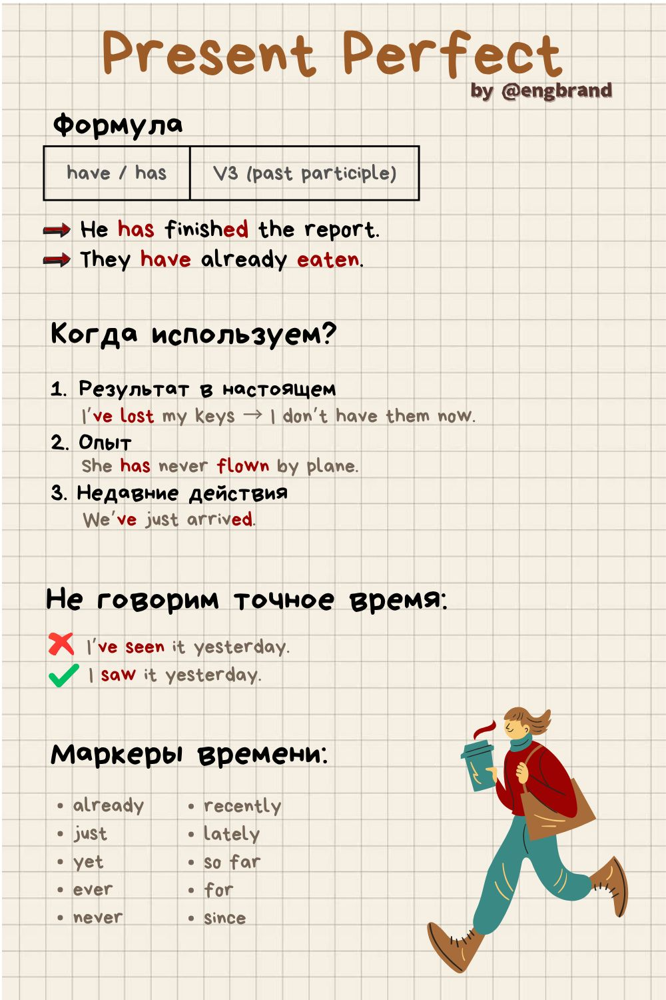 Present Perfect
by @engbrand
Формула
have / has V3 (past participle)
He has finished the report.
They have already eaten.
Когда используем?
1. Результат в настоящем
I've lost my keys → I don't have them now.
2. Опыт
She has never flown by plane.
3. Недавние действия
We've just arrived.
Не говорим точное время:
❌ I've seen it yesterday.
✔ I saw it yesterday.
Маркеры времени:
• already
• just
• yet
• ever
• never
• recently
• lately
• so far
• for
• since